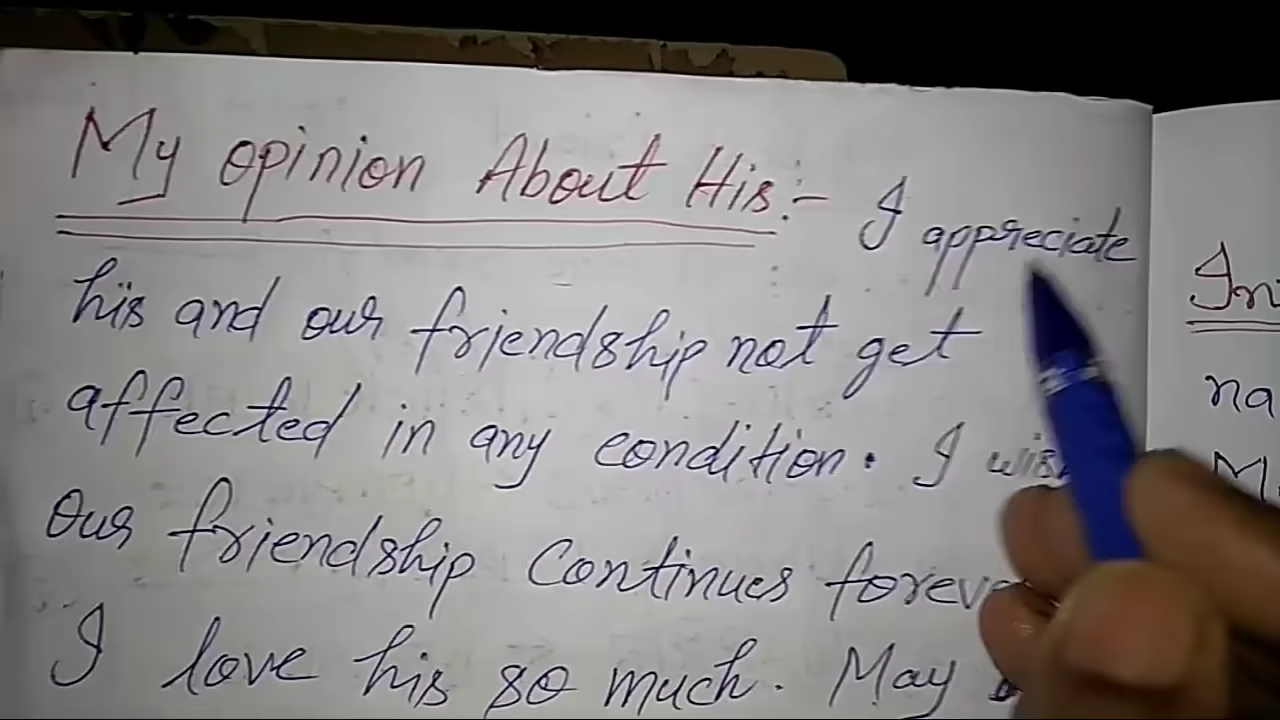 My opinion About His:- I appreciate
his and our friendship not get
affected in any condition. I wish
our friendship Continues
I love his so much. May